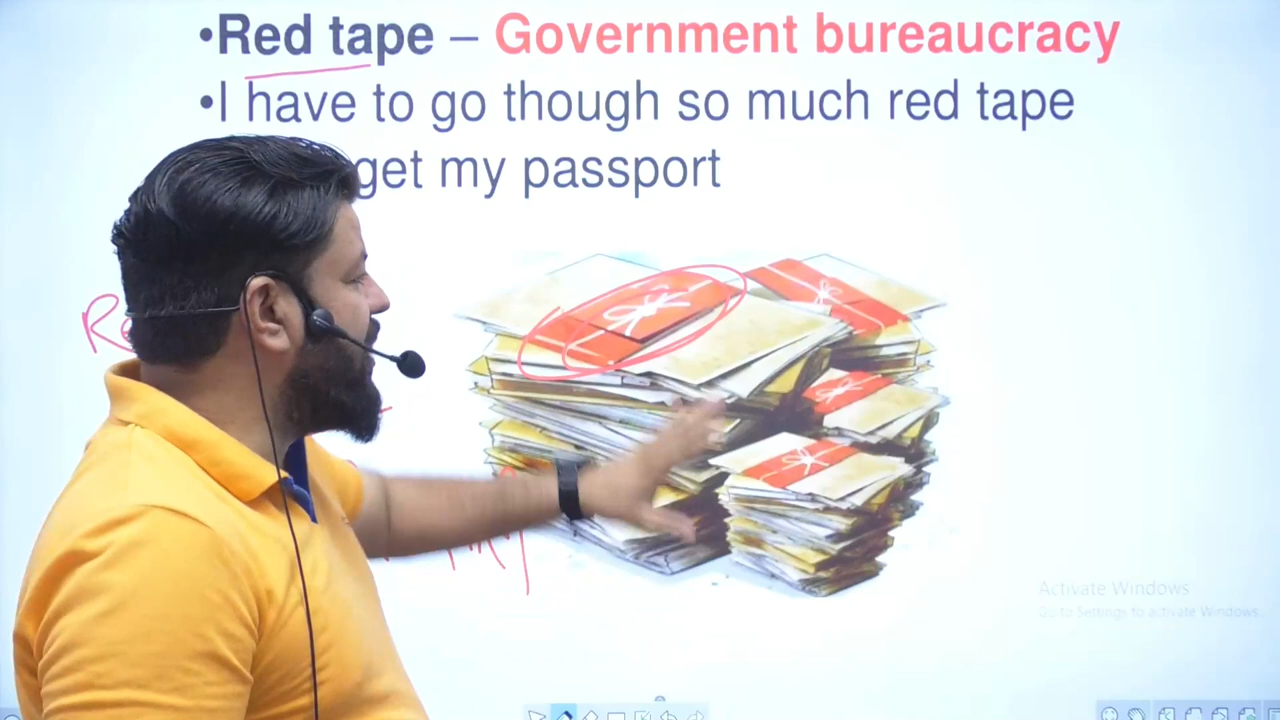 •Red tape – Government bureaucracy
•I have to go though so much red tape
get my passport
Re
Activate Windows
Go to Settings to activate Windows.